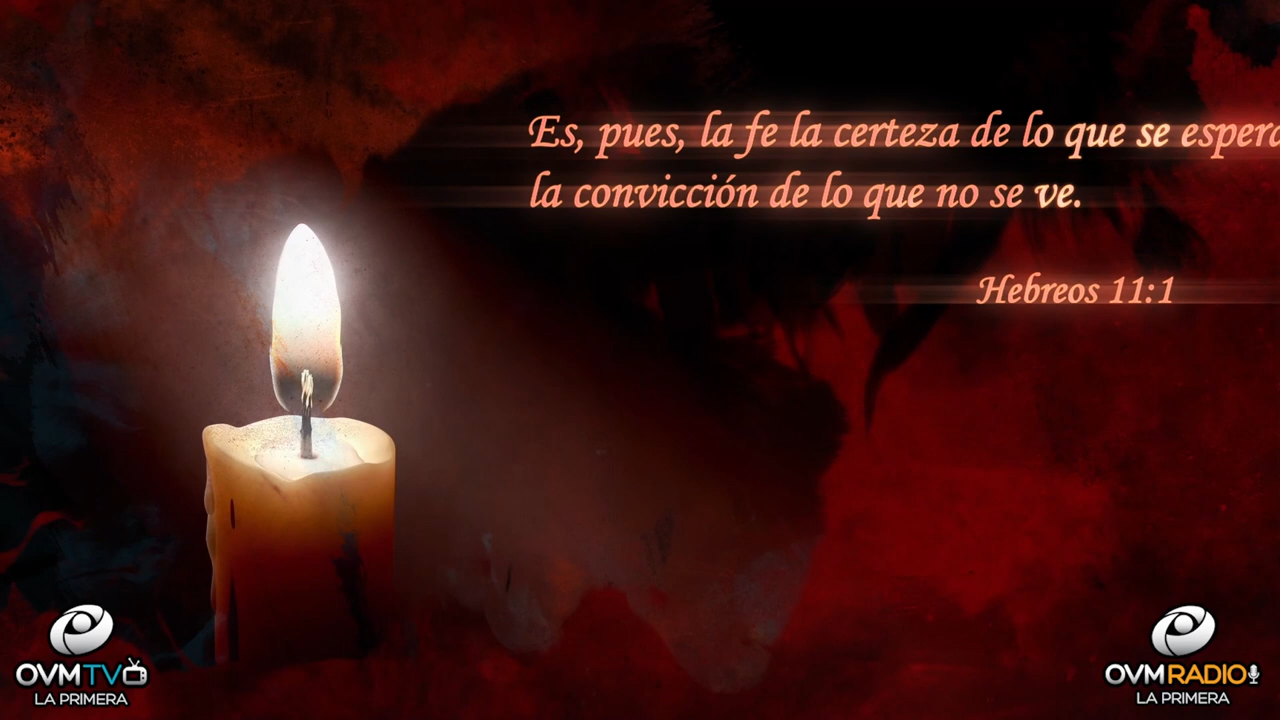 Es, pues, la fe la certeza de lo que se
la convicción de lo que no se ve.
Hebreos 11:1
OVMTV
LA PRIMERA
OVMRADIO
LA PRIMERA